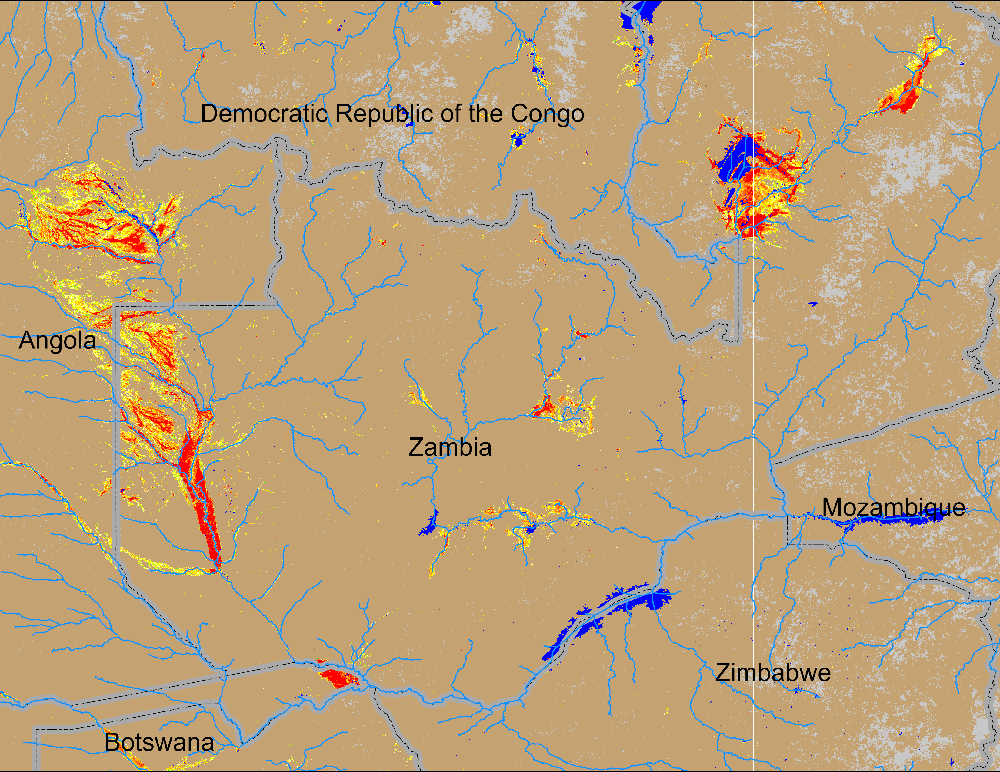 Democratic Republic of the Congo
Angola
Zambia
Mozambique
Zimbabwe
Botswana